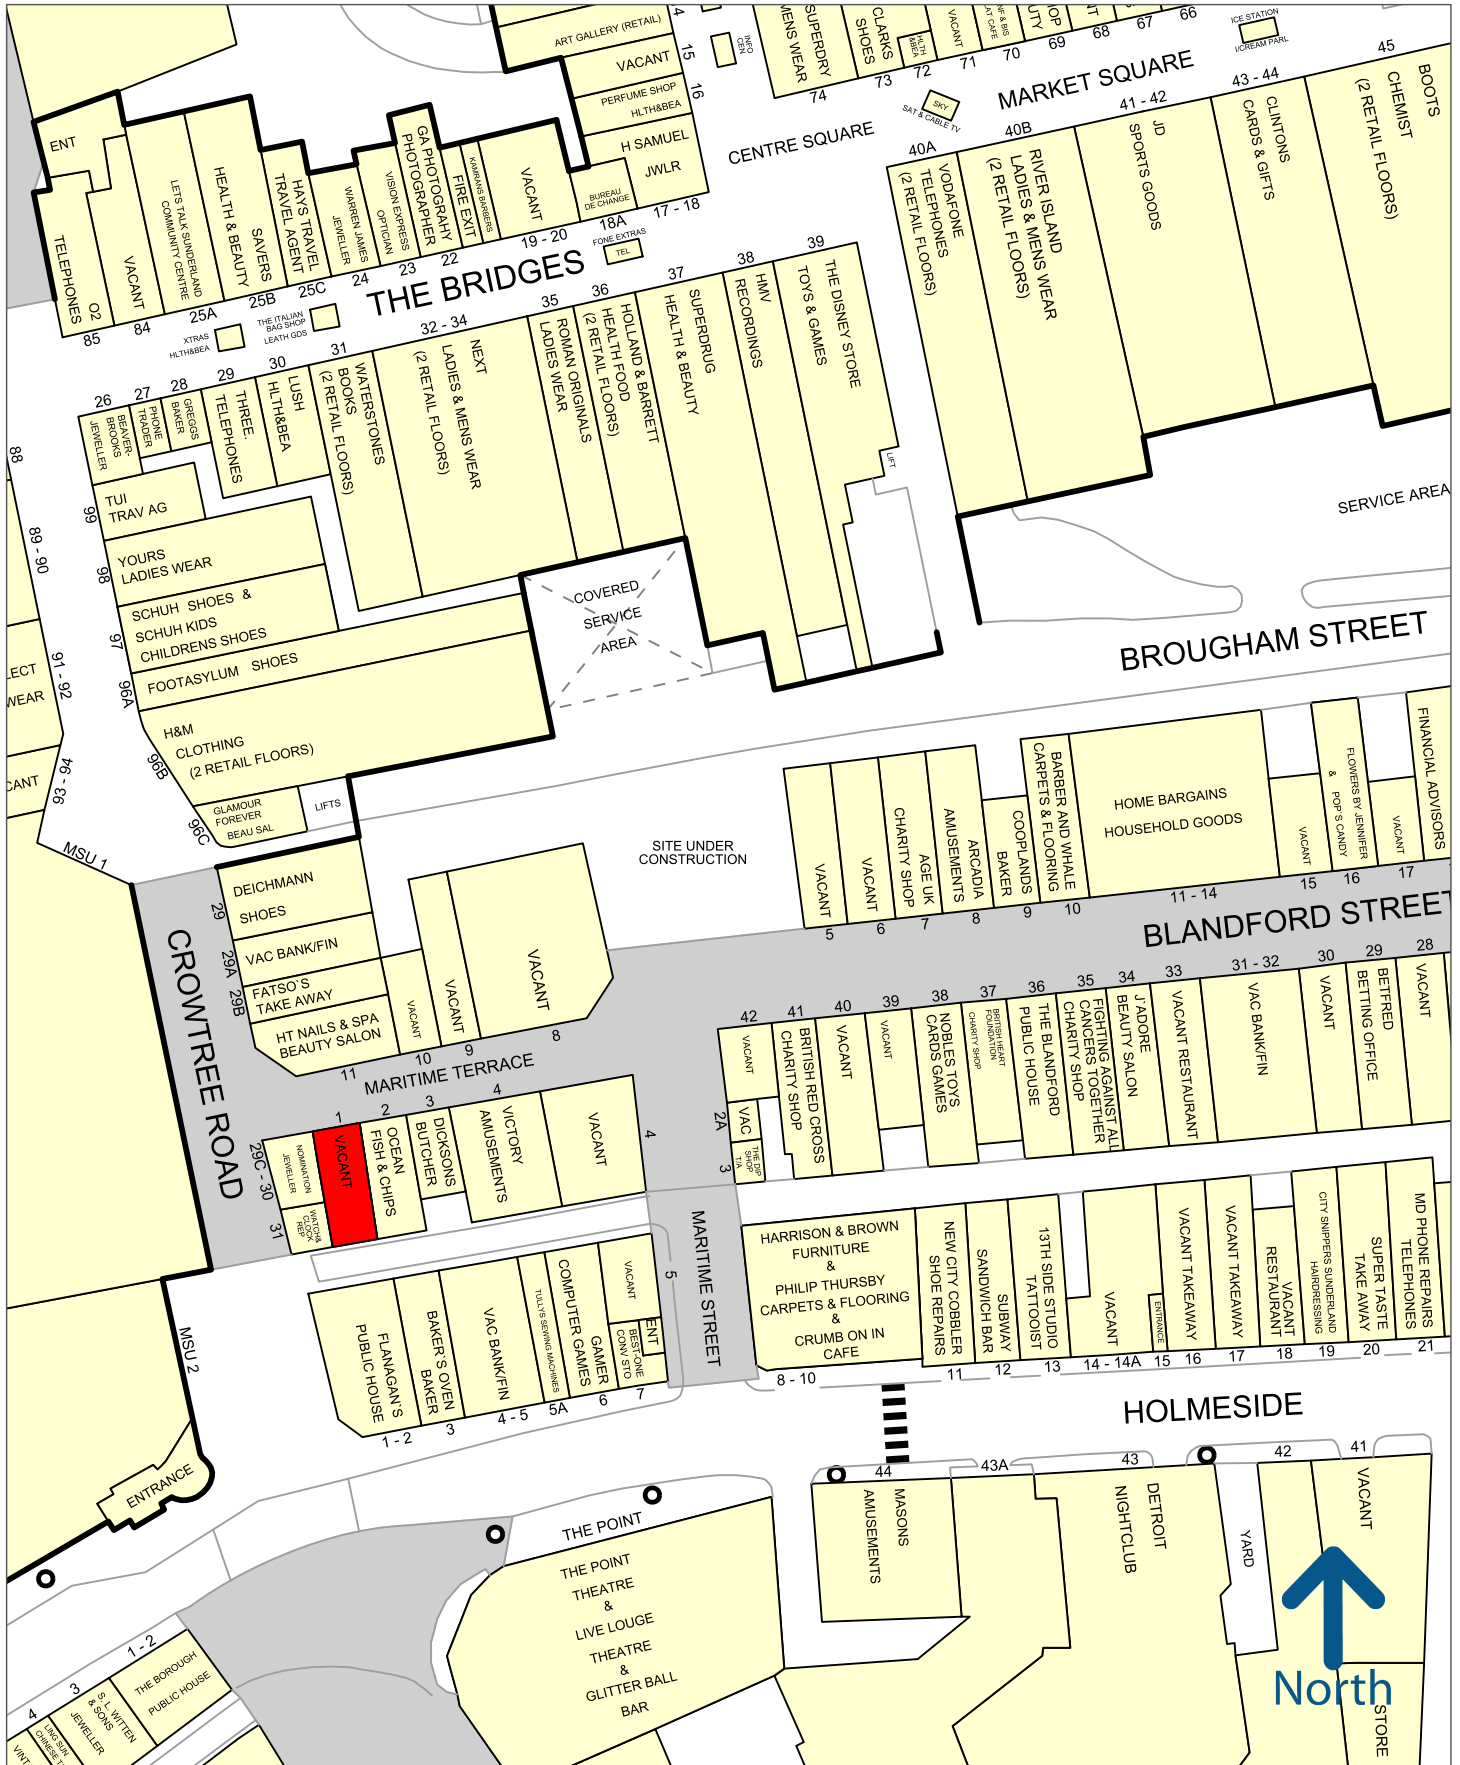 ART GALLERY (RETAIL)
VACANT
PERFUME SHOP
HLTH&BEA
H SAMUEL
JWLR
BUREAU
DE CHANGE
15
16
17 - 18
18A
INFO
CEN
MENS WEAR
SUPERDRY
CLARKS
SHOES
HLTH
&BEA
VACANT
74
73
72
71
70
69
68
67
66
ICE STATION
I/CREAM PARL
SKY
SAT & CABLE TV
MARKET SQUARE
CENTRE SQUARE
45
43 - 44
41 - 42
40B
40A
BOOTS
CHEMIST
(2 RETAIL FLOORS)
CLINTONS
CARDS & GIFTS
JD
SPORTS GOODS
RIVER ISLAND
LADIES & MENS WEAR
(2 RETAIL FLOORS)
VODAFONE
TELEPHONES
(2 RETAIL FLOORS)
ENT
TELEPHONES
O2
85
VACANT
84
LETS TALK SUNDERLAND
COMMUNITY CENTRE
25A
HEALTH & BEAUTY
SAVERS
25B
HAYS TRAVEL
TRAVEL AGENT
25C
WARREN JAMES
JEWELLER
24
VISION EXPRESS
OPTICIAN
23
GA PHOTOGRAHY
PHOTOGRAPHER
22
FIRE EXIT
KAMRANS BARBERS
VACANT
19 - 20
FONE EXTRAS
TEL
THE BRIDGES
XTRAS
HLTH&BEA
THE ITALIAN
BAG SHOP
LEATH GDS
26
27
28
29
30
31
32 - 34
35
36
37
38
39
BEAVER-
BROOKS
JEWELLER
PHONE
TRADER
GREGGS
BAKER
THREE.
TELEPHONES
LUSH
HLTH&BEA
WATERSTONES
BOOKS
(2 RETAIL FLOORS)
NEXT
LADIES & MENS WEAR
(2 RETAIL FLOORS)
ROMAN ORIGINALS
LADIES WEAR
HOLLAND & BARRETT
HEALTH FOOD
(2 RETAIL FLOORS)
SUPERDRUG
HEALTH & BEAUTY
HMV
RECORDINGS
THE DISNEY STORE
TOYS & GAMES
LIFT
SERVICE AREA
88
89 - 90
91 - 92
93 - 94
LECT
WEAR
CANT
MSU 1
99
98
97
96A
96B
96C
TUI
TRAV AG
YOURS
LADIES WEAR
SCHUH SHOES &
SCHUH KIDS
CHILDRENS SHOES
FOOTASYLUM SHOES
H&M
CLOTHING
(2 RETAIL FLOORS)
GLAMOUR
FOREVER
BEAU SAL
LIFTS
COVERED
SERVICE
AREA
BROUGHAM STREET
SITE UNDER
CONSTRUCTION
VACANT
VACANT
CHARITY SHOP
AGE UK
AMUSEMENTS
ARCADIA
COOPLANDS
BAKER
BARBER AND WHALE
CARPETS & FLOORING
HOME BARGAINS
HOUSEHOLD GOODS
VACANT
FLOWERS BY JENNIFER
& POP'S CANDY
VACANT
FINANCIAL ADVISORS
5
6
7
8
9
10
11 - 14
15
16
17
BLANDFORD STREET
DEICHMANN
SHOES
VAC BANK/FIN
FATSO`S
TAKE AWAY
HT NAILS & SPA
BEAUTY SALON
29
29A
29B
VACANT
VACANT
VACANT
11
10
9
8
CROWTREE ROAD
MARITIME TERRACE
42
41
40
39
38
37
36
35
34
33
31 - 32
30
29
28
VACANT
VAC
THE DIP
SHOP
T/A
2A
3
BRITISH RED CROSS
CHARITY SHOP
VACANT
VACANT
NOBLES TOYS
CARDS GAMES
BRITISH HEART
FOUNDATION
CHARITY SHOP
THE BLANDFORD
PUBLIC HOUSE
FIGHTING AGAINST ALL
CANCERS TOGETHER
CHARITY SHOP
J'ADORE
BEAUTY SALON
VACANT RESTAURANT
VAC BANK/FIN
VACANT
BETFRED
BETTING OFFICE
VACANT
29C - 30
31
1
2
3
4
4
NOMINATION
JEWELLER
WATCH&
CLOCK
REP
VACANT
OCEAN
FISH & CHIPS
DICKSONS
BUTCHER
VICTORY
AMUSEMENTS
VACANT
MARITIME STREET
5
FLANAGAN`S
PUBLIC HOUSE
BAKER`S OVEN
BAKER
VAC BANK/FIN
TULLYS SEWING MACHINES
COMPUTER GAMES
GAMER
VACANT
BEST-ONE
CONV STO
ENT
1 - 2
3
4 - 5
5A
6
7
HARRISON & BROWN
FURNITURE
&
PHILIP THURSBY
CARPETS & FLOORING
&
CRUMB ON IN
CAFE
NEW CITY COBBLER
SHOE REPAIRS
SUBWAY
SANDWICH BAR
13TH SIDE STUDIO
TATTOOIST
VACANT
ENTRANCE
VACANT TAKEAWAY
VACANT TAKEAWAY
VACANT
RESTAURANT
CITY SNIPPERS SUNDERLAND
HAIRDRESSING
SUPER TASTE
TAKE AWAY
MD PHONE REPAIRS
TELEPHONES
8 - 10
11
12
13
14 - 14A
15
16
17
18
19
20
21
MSU 2
ENTRANCE
HOLMESIDE
44
43A
43
42
41
MASONS
AMUSEMENTS
DETROIT
NIGHTCLUB
YARD
VACANT
STORE
North
THE POINT
THE POINT
THEATRE
&
LIVE LOUGE
THEATRE
&
GLITTER BALL
BAR
1 - 2
3
4
THE BOROUGH
PUBLIC HOUSE
S. L. WITTEN
& SONS
JEWELLER
LING SUN
CHINESE T
VINT